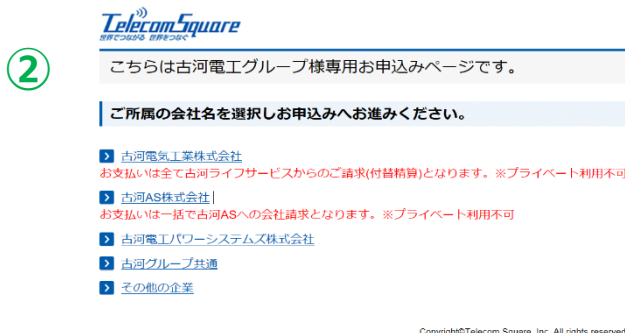 TelecomSquare
世界でつながる 世界をつなぐ
②
こちらは古河電工グループ様専用お申込みページです。
ご所属の会社名を選択しお申込みへお進みください。
古河電気工業株式会社
お支払いは全て古河ライフサービスからのご請求(付替精算)となります。※プライベート利用不可
古河AS株式会社
お支払いは一括で古河ASへの会社請求となります。※プライベート利用不可
古河電工パワーシステムズ株式会社
古河グループ共通
その他の企業
Copyright©Telecom Square, Inc. All rights reserved